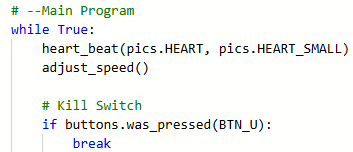 # --Main Program
while True:
    heart_beat(pics.HEART, pics.HEART_SMALL)
    adjust_speed()

    # Kill Switch
    if buttons.was_pressed(BTN_U):
        break